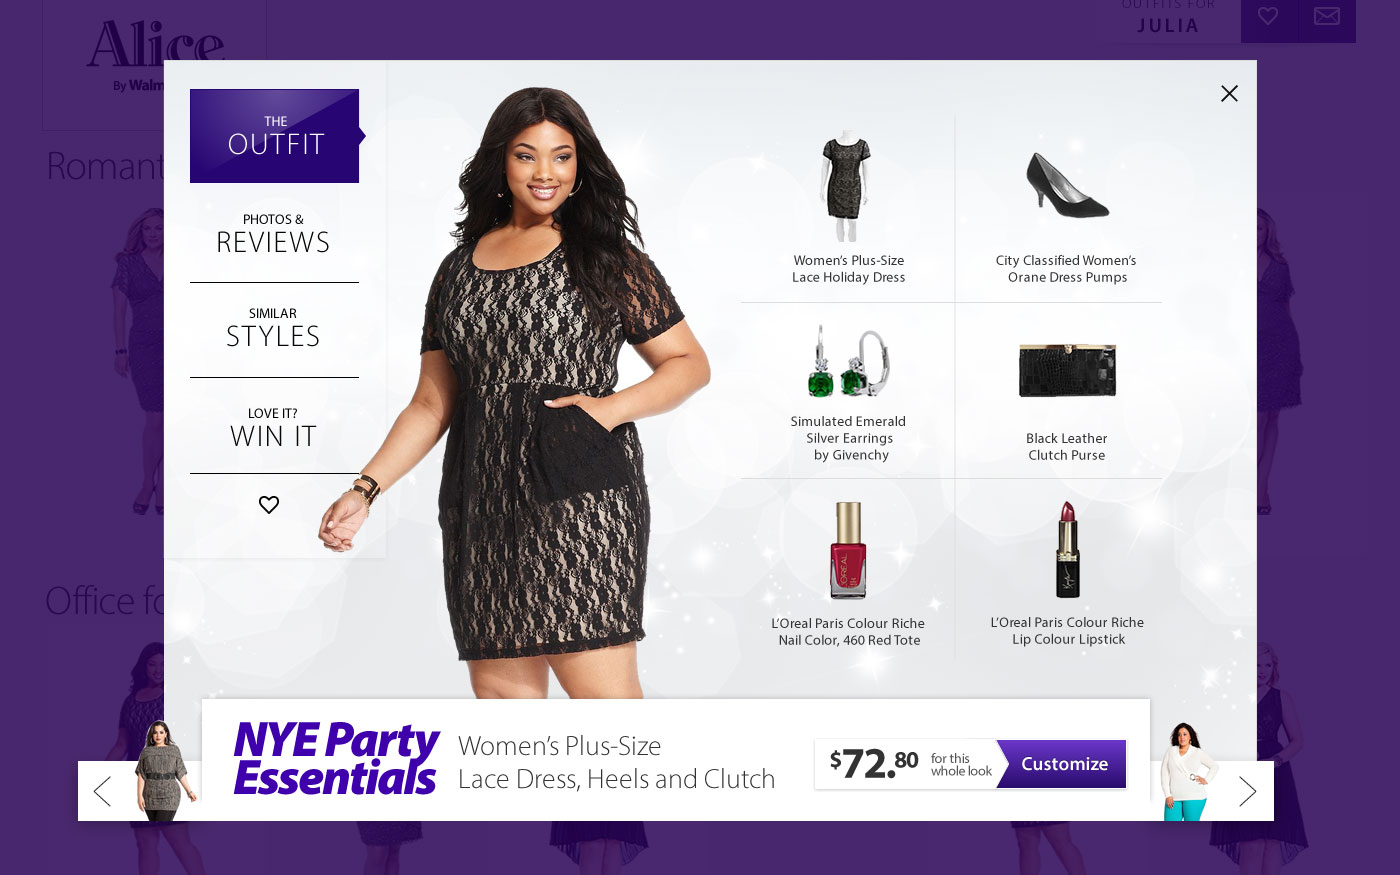 Alice
By Walm
OUTFITS FOR
JULIA
Romant
Office fo
THE
OUTFIT
PHOTOS &
REVIEWS
SIMILAR
STYLES
LOVE IT?
WIN IT
Women's Plus-Size
Lace Holiday Dress
City Classified Women's
Orane Dress Pumps
Simulated Emerald
Silver Earrings
by Givenchy
Black Leather
Clutch Purse
L'ORÉAL
L'Oreal Paris Colour Riche
Nail Color, 460 Red Tote
L'Oreal Paris Colour Riche
Lip Colour Lipstick
NYE Party
Essentials
Women's Plus-Size
Lace Dress, Heels and Clutch
$72.80
for this
whole look
Customize